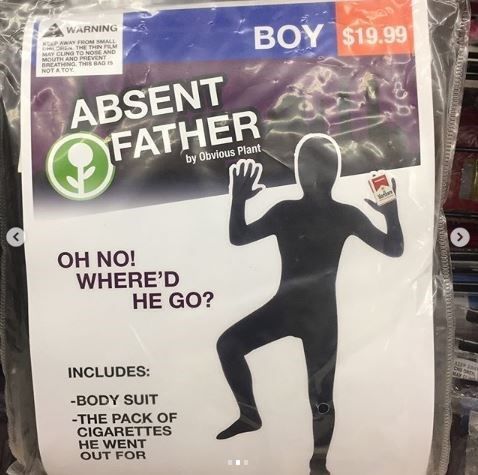 WARNING
KEEP AWAY FROM SMALL
CHILDREN. THE THIN FILM
MAY CLING TO NOSE AND
MOUTH AND PREVENT
BREATHING. THIS BAG IS
NOT A TOY.
BOY $19.99
ABSENT
FATHER
by Obvious Plant
OH NO!
WHERE'D
HE GO?
INCLUDES:
-BODY SUIT
-THE PACK OF
CIGARETTES
HE WENT
OUT FOR